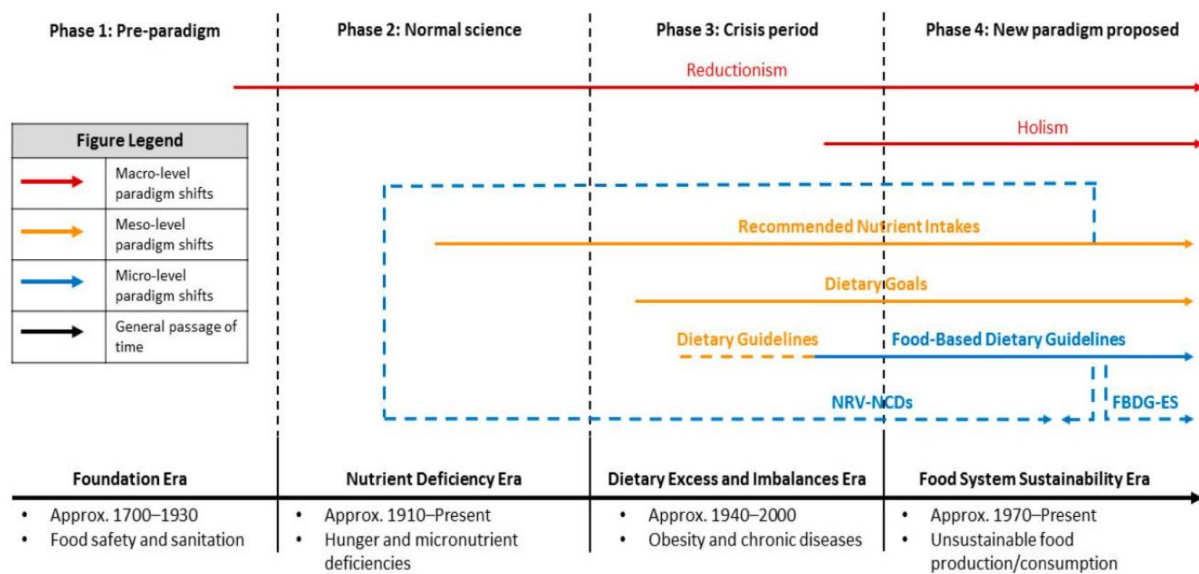 Phase 1: Pre-paradigm
Phase 2: Normal science
Phase 3: Crisis period
Phase 4: New paradigm proposed
Reductionism
Holism
Figure Legend
Macro-level
paradigm shifts
Meso-level
paradigm shifts
Micro-level
paradigm shifts
General passage of
time
Recommended Nutrient Intakes
Dietary Goals
Dietary Guidelines
Food-Based Dietary Guidelines
NRV-NCDs
FBDG-ES
Foundation Era
Nutrient Deficiency Era
Dietary Excess and Imbalances Era
Food System Sustainability Era
• Approx. 1700–1930
• Food safety and sanitation
• Approx. 1910–Present
• Hunger and micronutrient
deficiencies
• Approx. 1940–2000
• Obesity and chronic diseases
• Approx. 1970–Present
• Unsustainable food
production/consumption